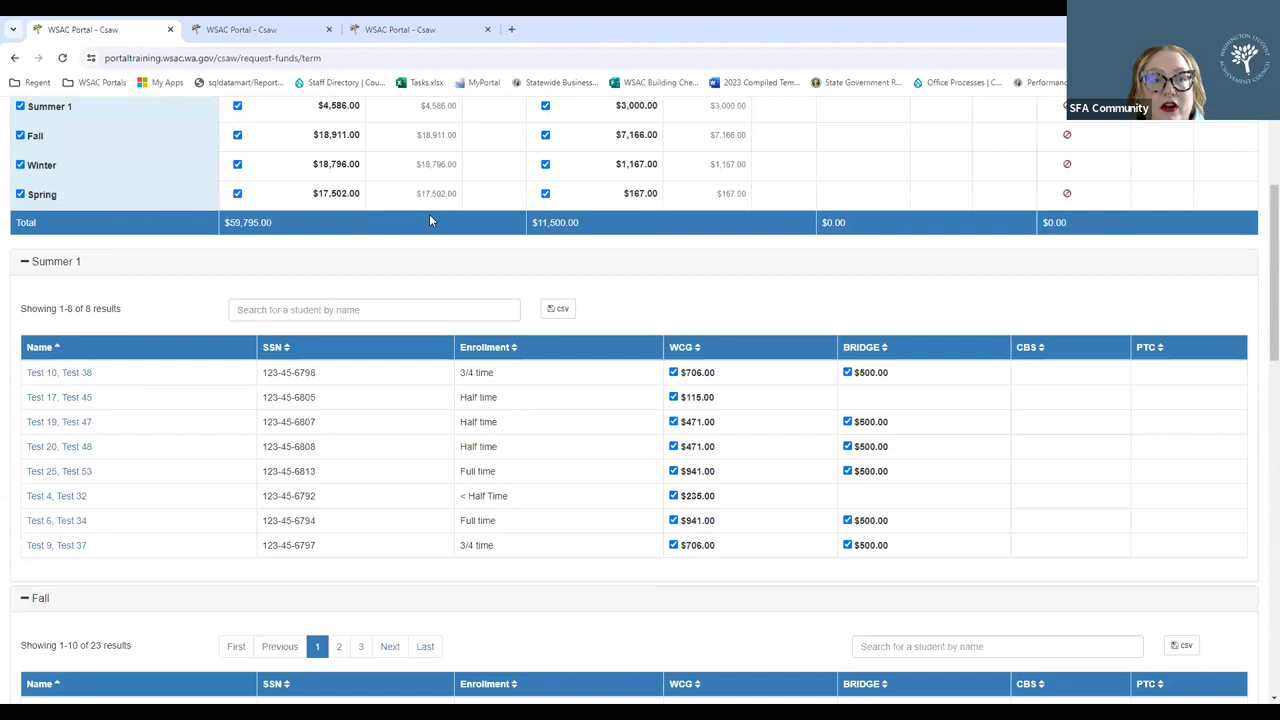 WSAC Portal - Csaw
WSAC Portal - Csaw
WSAC Portal - Csaw
portaltraining.wsac.wa.gov/csaw/request-funds/term
Regent WSAC Portals My Apps sqldatamart/Report... Staff Directory (Cou... Tasks.xlsx MyPortal Statewide Business... WSAC Building Che... 2023 Compiled Term... State Government R... Office Processes (C... Performanc
WASHINGTON STUDENT ACHIEVEMENT COUNCIL
SFA Community
Summer 1 $4,586.00 $4,586.00 $3,000.00 $3,000.00
Fall $18,911.00 $18,911.00 $7,166.00 $7,166.00
Winter $18,796.00 $18,796.00 $1,167.00 $1,167.00
Spring $17,502.00 $17,502.00 $167.00 $167.00
Total $59,795.00 $11,500.00 $0.00 $0.00
Summer 1
Showing 1-8 of 8 results Search for a student by name csv
Name SSN Enrollment WCG BRIDGE CBS PTC
Test 10, Test 38 123-45-6798 3/4 time $706.00 $500.00
Test 17, Test 45 123-45-6805 Half time $115.00
Test 19, Test 47 123-45-6807 Half time $471.00 $500.00
Test 20, Test 48 123-45-6808 Half time $471.00 $500.00
Test 25, Test 53 123-45-6813 Full time $941.00 $500.00
Test 4, Test 32 123-45-6792 < Half Time $235.00
Test 6, Test 34 123-45-6794 Full time $941.00 $500.00
Test 9, Test 37 123-45-6797 3/4 time $706.00 $500.00
Fall
Showing 1-10 of 23 results First Previous 1 2 3 Next Last Search for a student by name csv
Name SSN Enrollment WCG BRIDGE CBS PTC